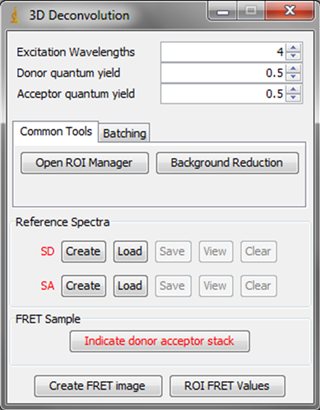 3D Deconvolution
Excitation Wavelengths 4
Donor quantum yield 0.5
Acceptor quantum yield 0.5
Common Tools Batching
Open ROI Manager Background Reduction
Reference Spectra
SD Create Load Save View Clear
SA Create Load Save View Clear
FRET Sample
Indicate donor acceptor stack
Create FRET image ROI FRET Values